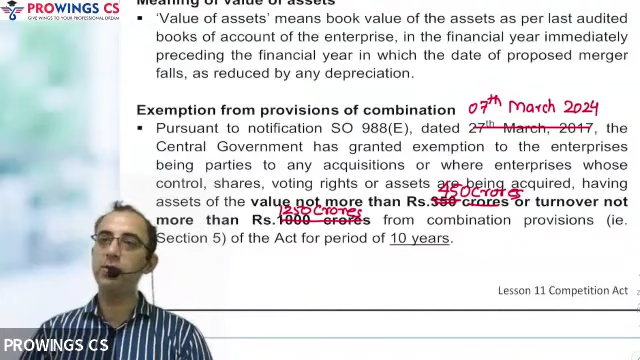 PROWINGS CS
GIVE WINGS TO YOUR PROFESSIONAL DREAM
Meaning of value of assets
▪ 'Value of assets' means book value of the assets as per last audited
books of account of the enterprise, in the financial year immediately
preceding the financial year in which the date of proposed merger
falls, as reduced by any depreciation.
Exemption from provisions of combination 07th March 2024
▪ Pursuant to notification SO 988(E), dated 27th March, 2017, the
Central Government has granted exemption to the enterprises
being parties to any acquisitions or where enterprises whose
control, shares, voting rights or assets are being acquired, having
450 Crores
assets of the value not more than Rs.350 crores or turnover not
1250 Crores
more than Rs.1000 crores from combination provisions (ie.
Section 5) of the Act for period of 10 years.
Lesson 11 Competition Act
PROWINGS CS